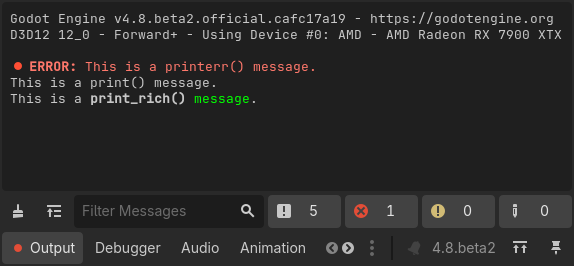 Godot Engine v4.8.beta2.official.cafc17a19 - https://godotengine.org
D3D12 12_0 - Forward+ - Using Device #0: AMD - AMD Radeon RX 7900 XTX
ERROR: This is a printerr() message.
This is a print() message.
This is a print_rich() message.
Filter Messages 5 1 0 0
Output Debugger Audio Animation 4.8.beta2